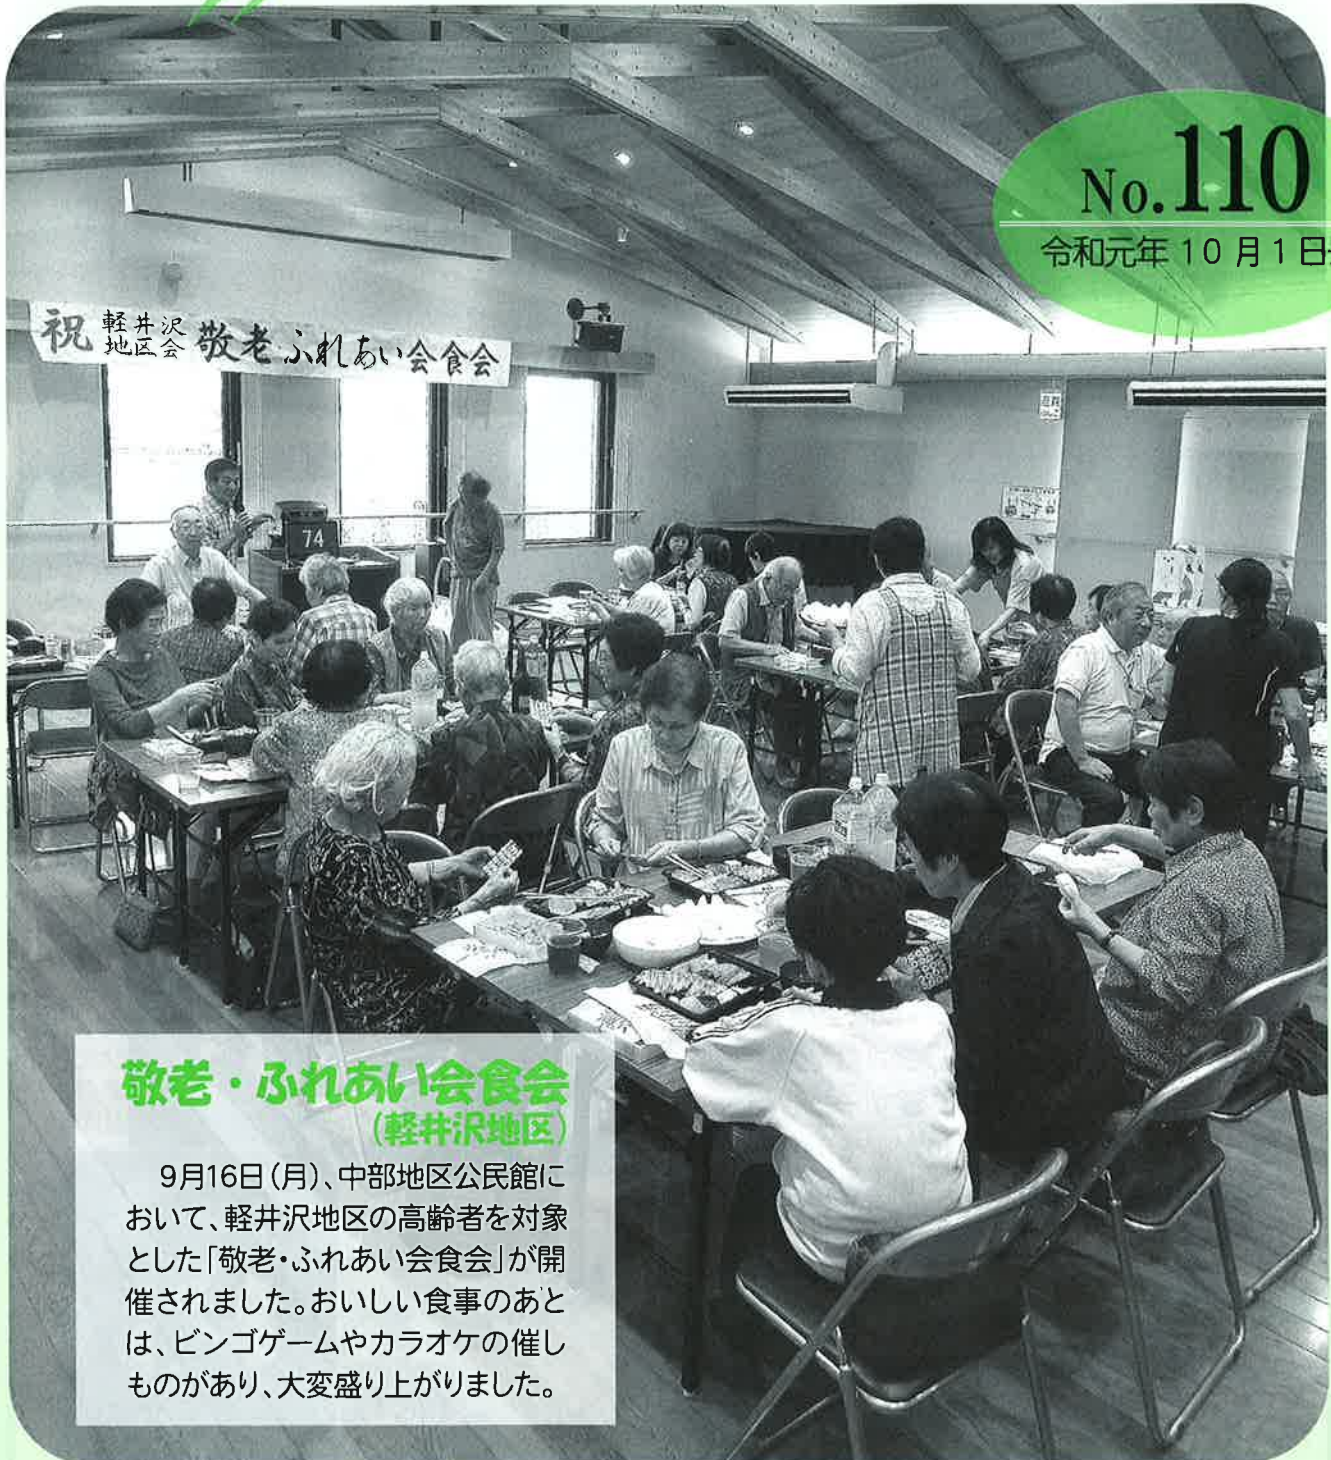 No.110
令和元年 10月1日
祝 軽井沢地区会 敬老 ふれあい会食会
74
敬老・ふれあい会食会
(軽井沢地区)
9月16日(月)、中部地区公民館に
おいて、軽井沢地区の高齢者を対象
とした「敬老・ふれあい会食会」が開
催されました。おいしい食事のあと
は、ビンゴゲームやカラオケの催し
ものがあり、大変盛り上がりました。